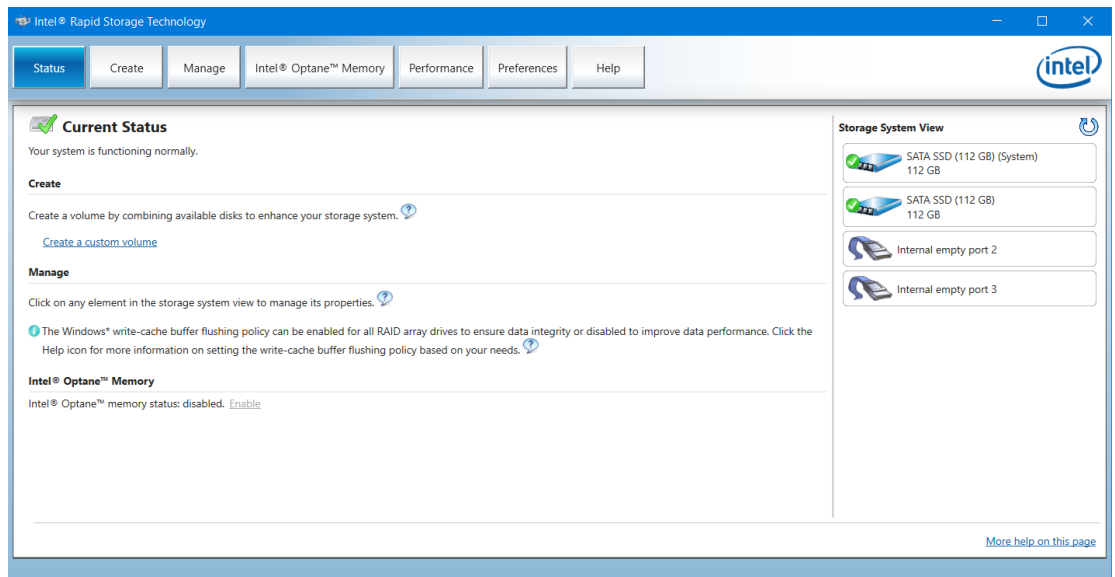 Intel® Rapid Storage Technology
Status
Create
Manage
Intel® Optane™ Memory
Performance
Preferences
Help
intel
Current Status
Your system is functioning normally.
Create
Create a volume by combining available disks to enhance your storage system.
Create a custom volume
Manage
Click on any element in the storage system view to manage its properties.
The Windows* write-cache buffer flushing policy can be enabled for all RAID array drives to ensure data integrity or disabled to improve data performance. Click the
Help icon for more information on setting the write-cache buffer flushing policy based on your needs.
Intel® Optane™ Memory
Intel® Optane™ memory status: disabled. Enable
Storage System View
SATA SSD (112 GB) (System)
112 GB
SATA SSD (112 GB)
112 GB
Internal empty port 2
Internal empty port 3
More help on this page